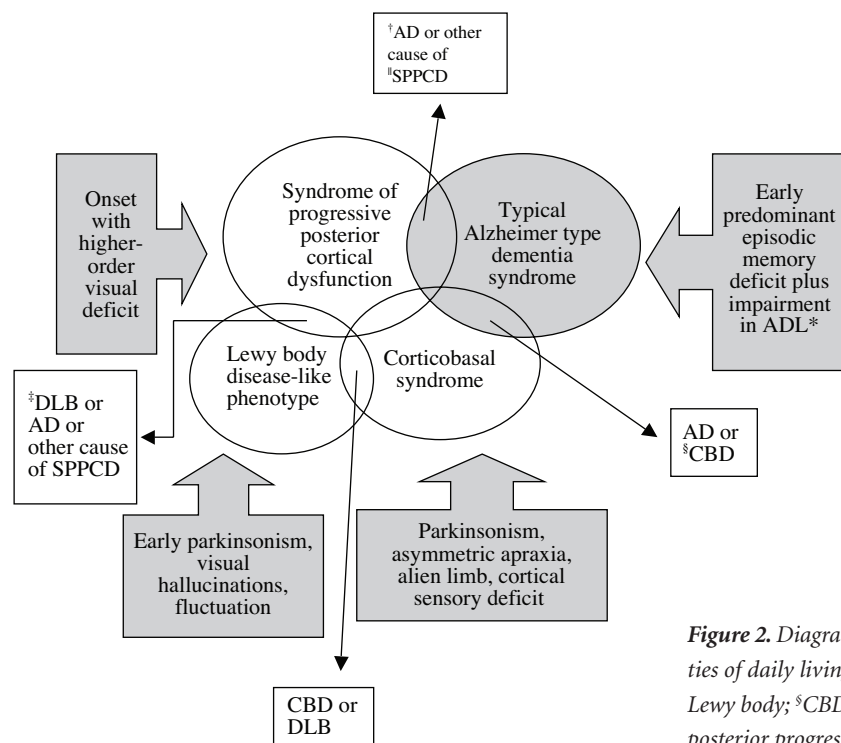 †AD or other
cause of
‖SPPCD
Onset
with
higher-
order
visual
deficit
Syndrome of
progressive
posterior
cortical
dysfunction
Typical
Alzheimer type
dementia
syndrome
Early
predominant
episodic
memory
deficit plus
impairment
in ADL*
Lewy body
disease-like
phenotype
Corticobasal
syndrome
‡DLB or
AD or
other cause
of SPPCD
AD or
§CBD
Early parkinsonism,
visual
hallucinations,
fluctuation
Parkinsonism,
asymmetric apraxia,
alien limb, cortical
sensory deficit
CBD or
DLB
Figure 2. Diagra
ties of daily livin
Lewy body; §CBD
posterior progres